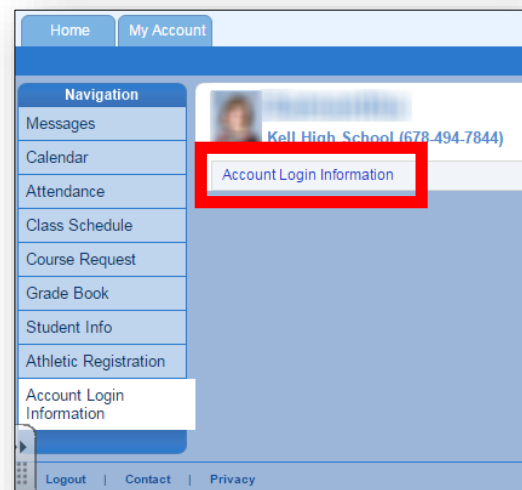 Home
My Account
Navigation
Messages
Calendar
Attendance
Class Schedule
Course Request
Grade Book
Student Info
Athletic Registration
Account Login
Information
Kell High School (678-494-7844)
Account Login Information
Logout | Contact | Privacy